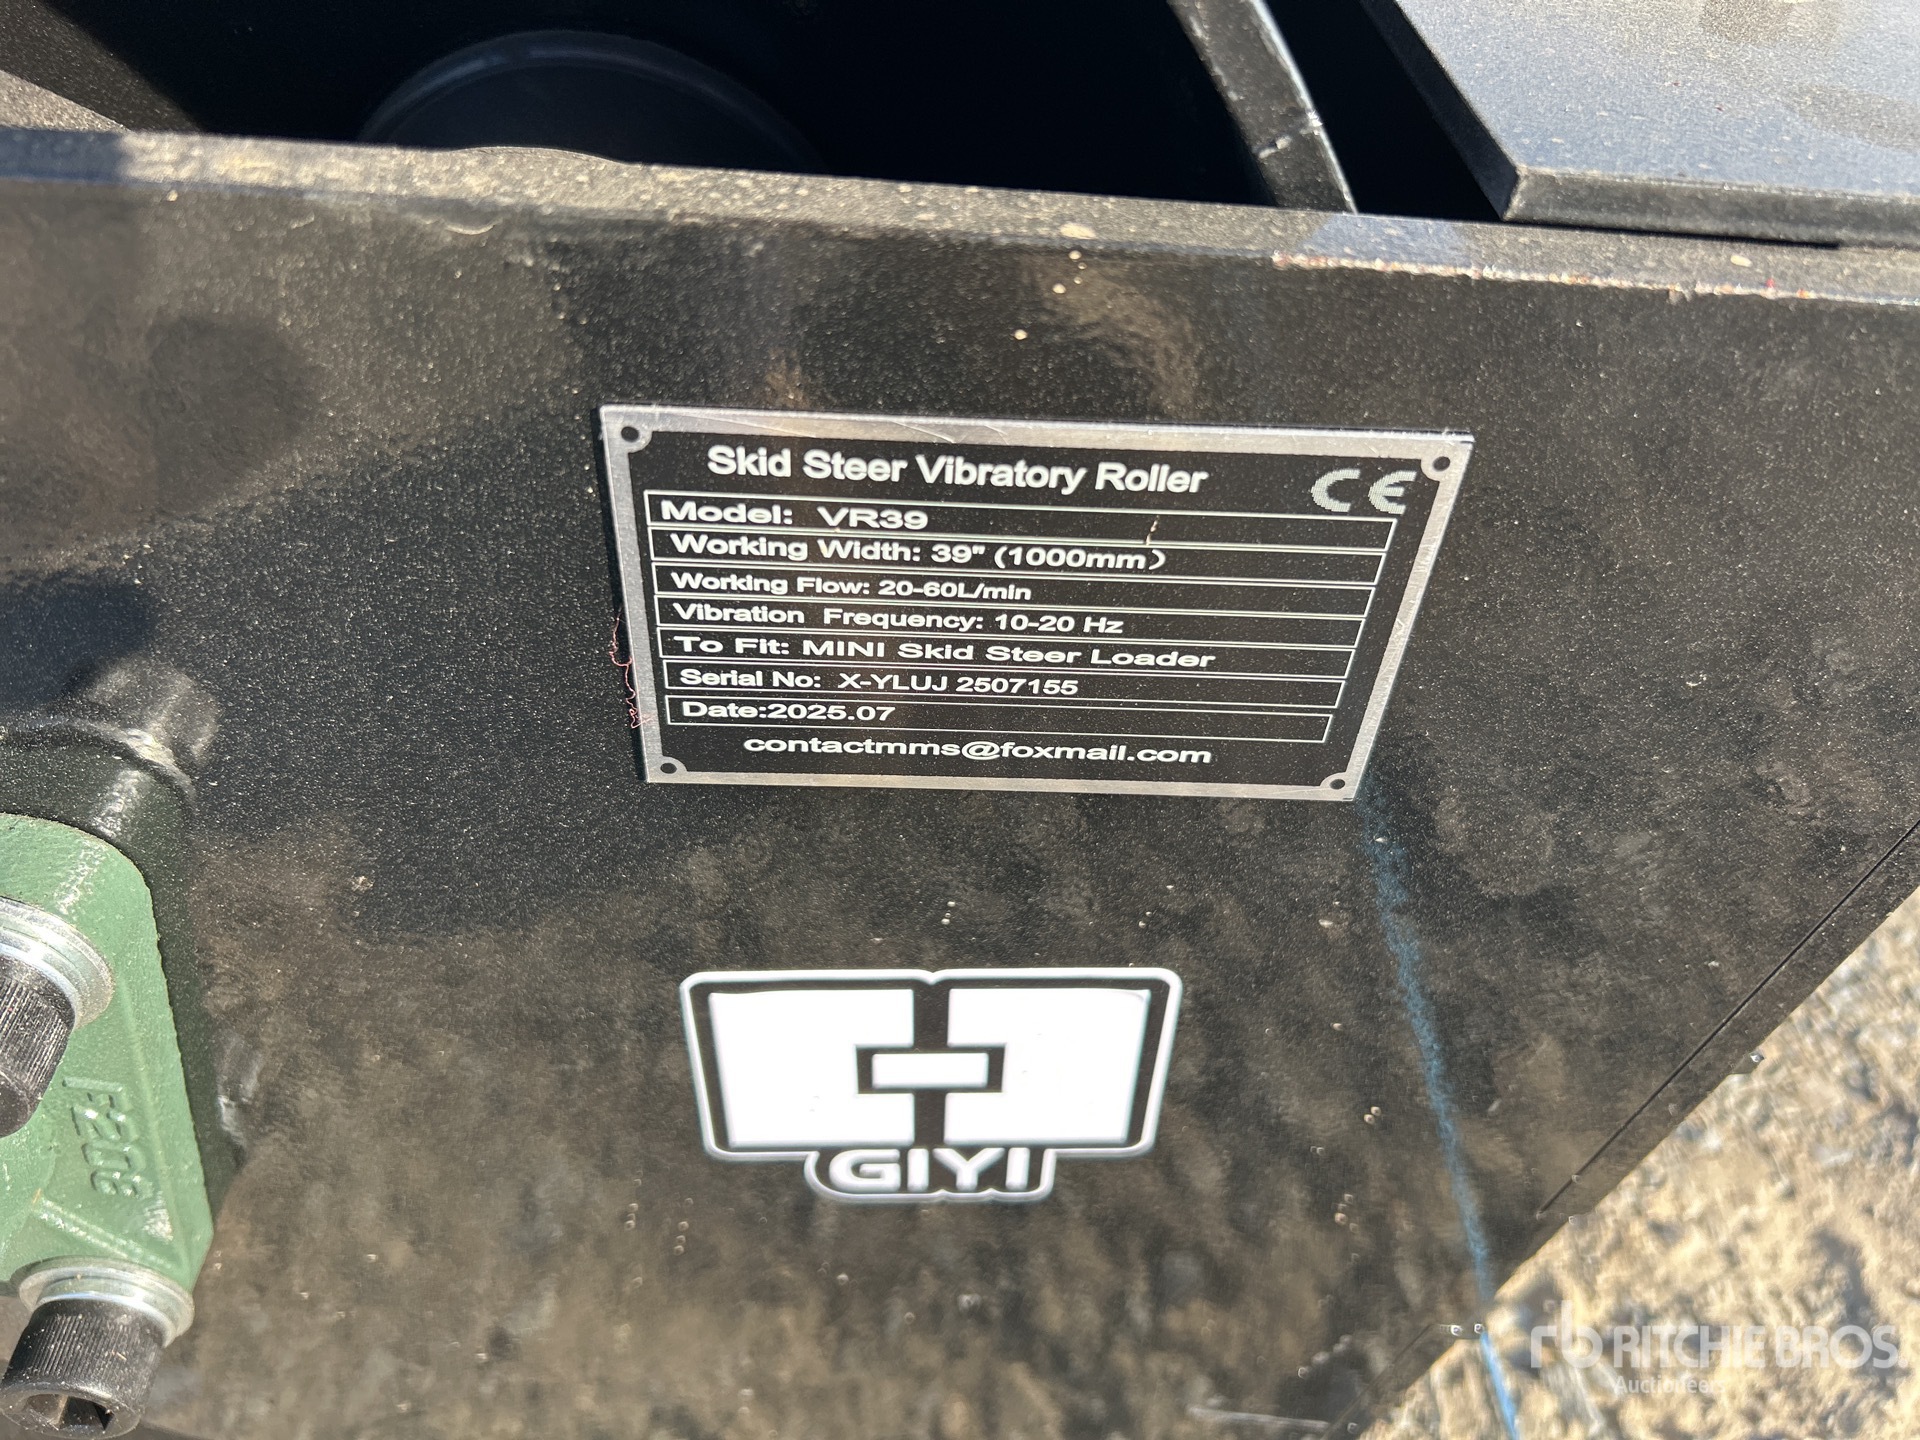 Skid Steer Vibratory Roller
CE
Model: VR39
Working Width: 39" (1000mm)
Working Flow: 20-60L/min
Vibration Frequency: 10-20 Hz
To Fit: MINI Skid Steer Loader
Serial No: X-YLUJ 2507155
Date:2025.07
contactmms@foxmail.com
F208
GIYI
rb RITCHIE BROS.
Auctioneers